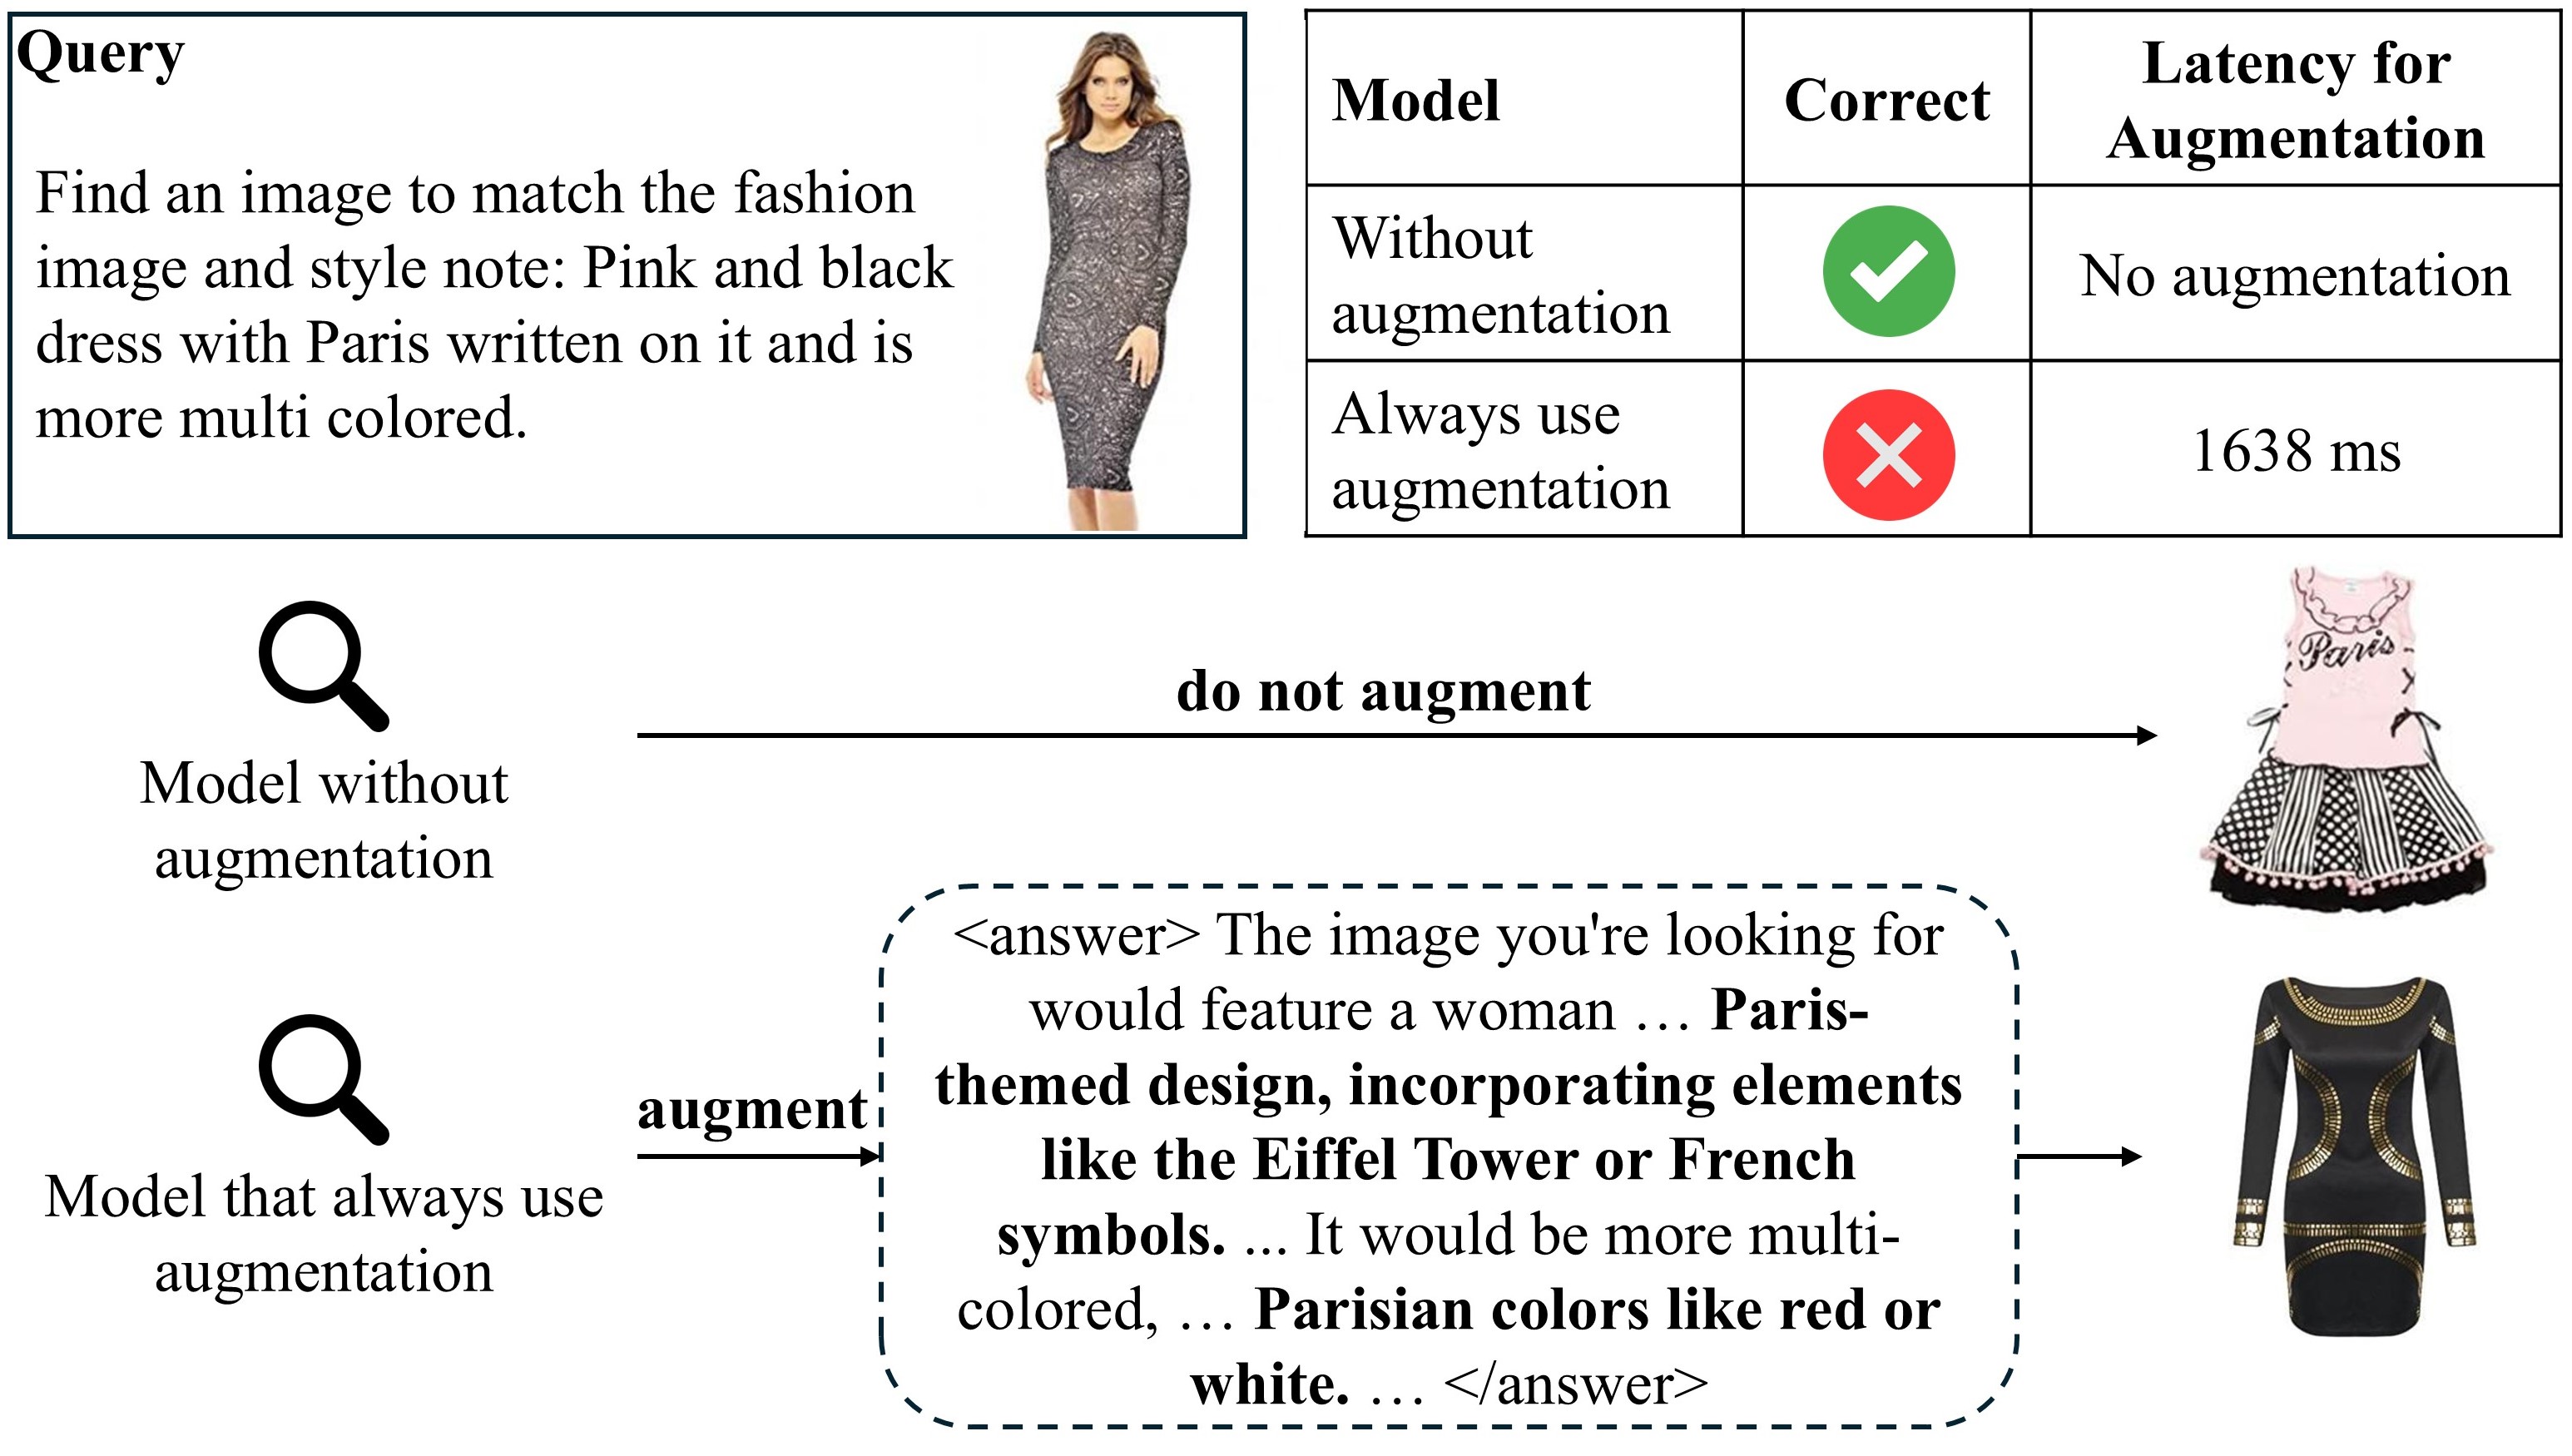 Query
Find an image to match the fashion
image and style note: Pink and black
dress with Paris written on it and is
more multi colored.
Model
Correct
Latency for
Augmentation
Without
augmentation
No augmentation
Always use
augmentation
1638 ms
Model without
augmentation
do not augment
Paris
Model that always use
augmentation
augment
<answer> The image you're looking for
would feature a woman … Paris-
themed design, incorporating elements
like the Eiffel Tower or French
symbols. ... It would be more multi-
colored, … Parisian colors like red or
white. … </answer>